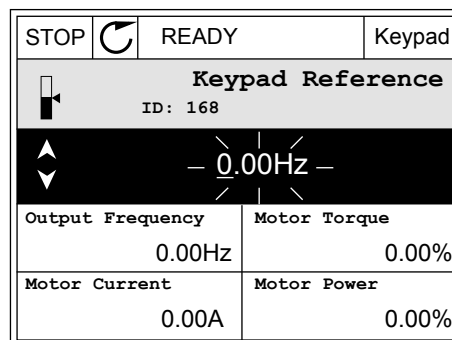 STOP READY Keypad
Keypad Reference
ID: 168
0.00Hz
Output Frequency Motor Torque
0.00Hz 0.00%
Motor Current Motor Power
0.00A 0.00%